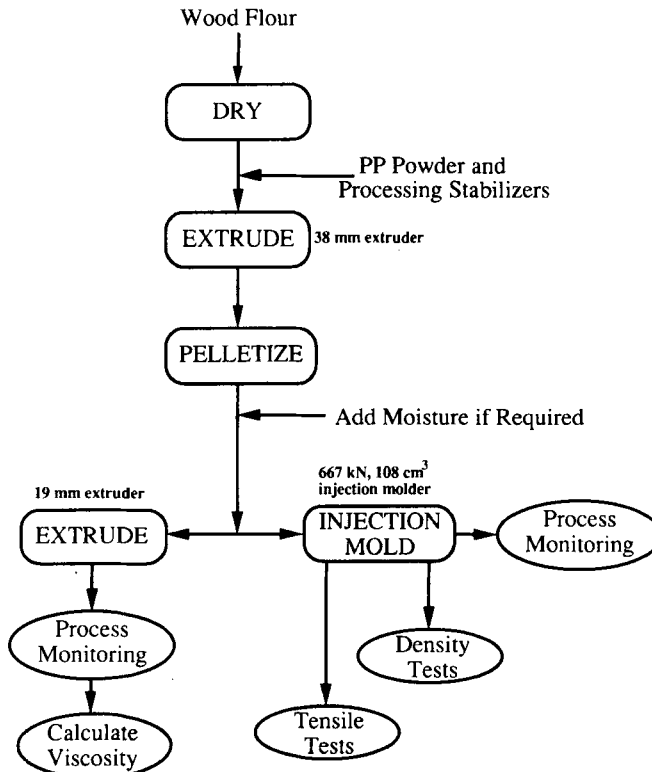 Wood Flour
DRY
PP Powder and
Processing Stabilizers
EXTRUDE
38 mm extruder
PELLETIZE
Add Moisture if Required
667 kN, 108 cm³
injection molder
19 mm extruder
EXTRUDE
INJECTION
MOLD
Process
Monitoring
Process
Monitoring
Density
Tests
Calculate
Viscosity
Tensile
Tests